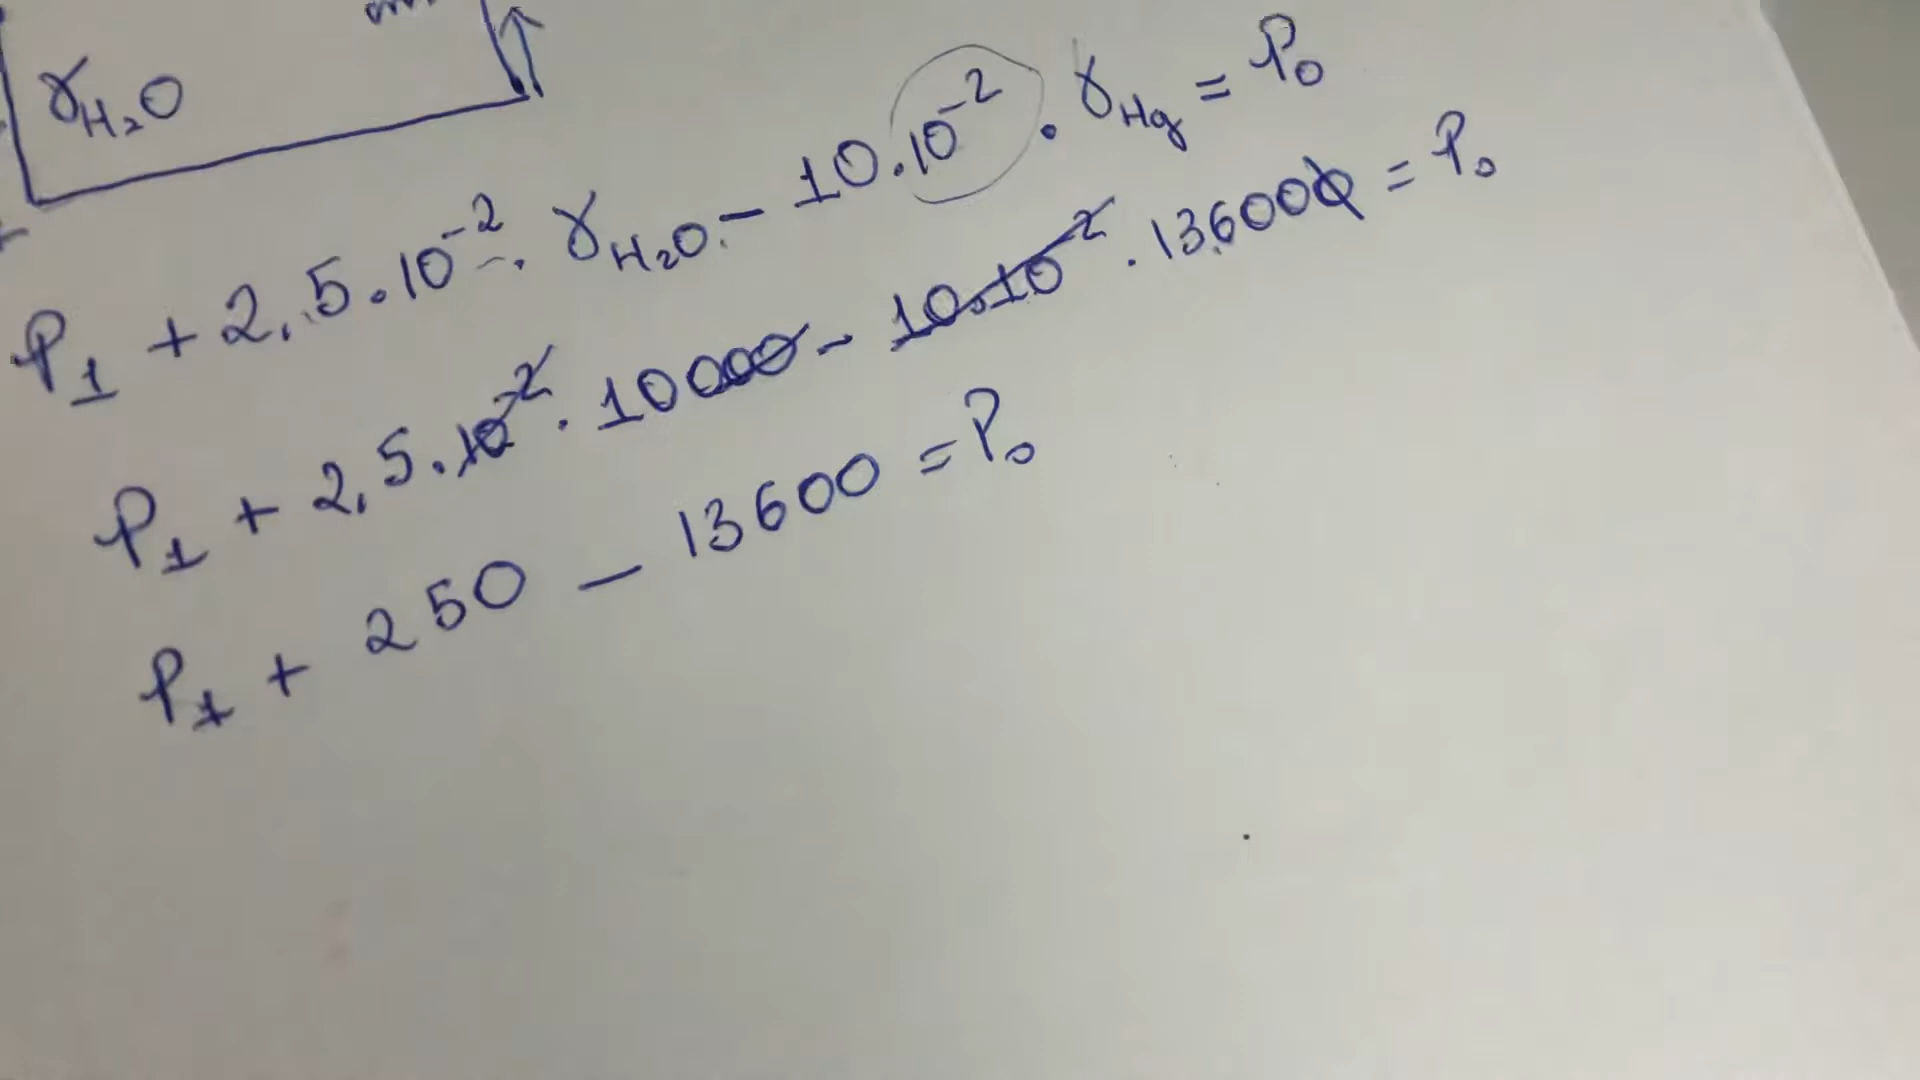 γH₂O
P₁ + 2,5.10⁻².γH₂O - 10.10⁻².γHg = P₀
P₁ + 2,5.10⁻².10000 - 10.10⁻².136000 = P₀
P₁ + 250 - 13600 = P₀